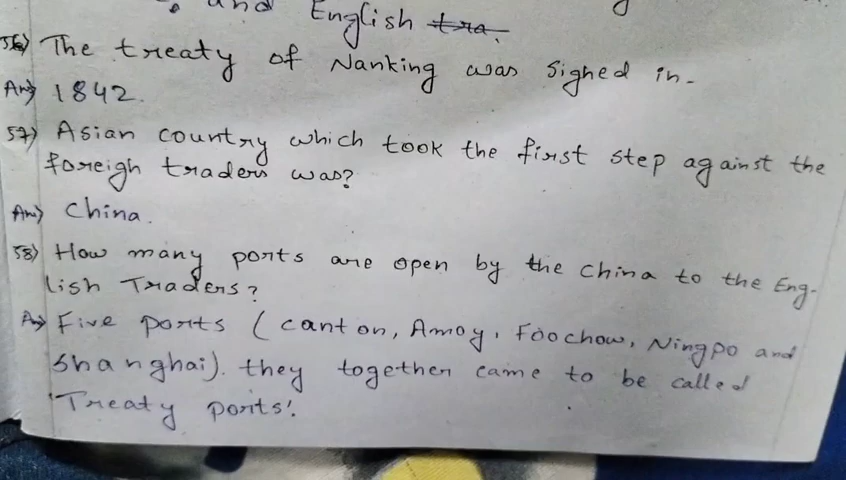 and English
56) The treaty of Nanking was signed in-
Ans) 1842.
57) Asian country which took the first step against the
foreign traders was?
Ans) China.
58) How many ports are open by the China to the Eng-
lish Traders?
Ans) Five ports (canton, Amoy, Foochow, Ningpo and
Shanghai). they together came to be called
'Treaty ports'.